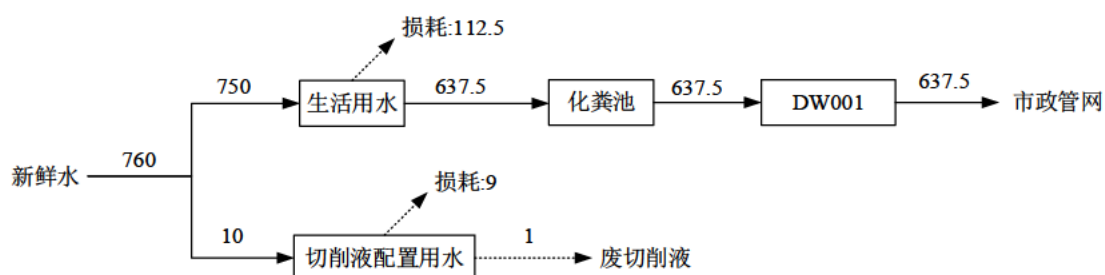 损耗:112.5
750
生活用水
637.5
化粪池
637.5
DW001
637.5
市政管网
新鲜水
760
损耗:9
10
切削液配置用水
1
废切削液